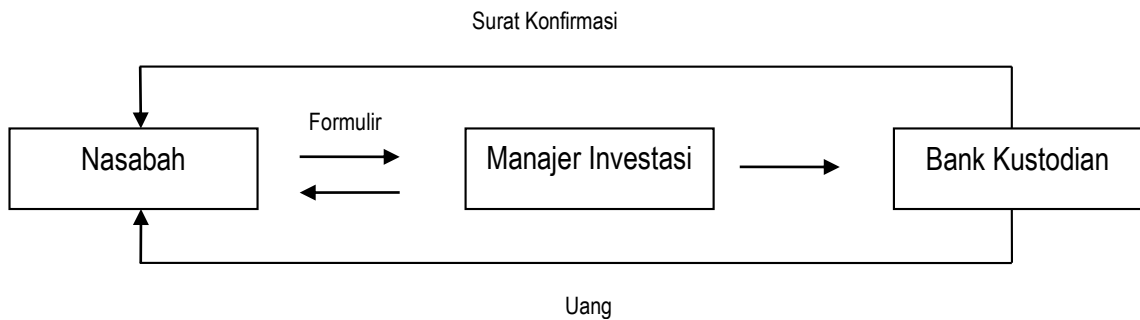 Surat Konfirmasi
Formulir
Nasabah
Manajer Investasi
Bank Kustodian
Uang